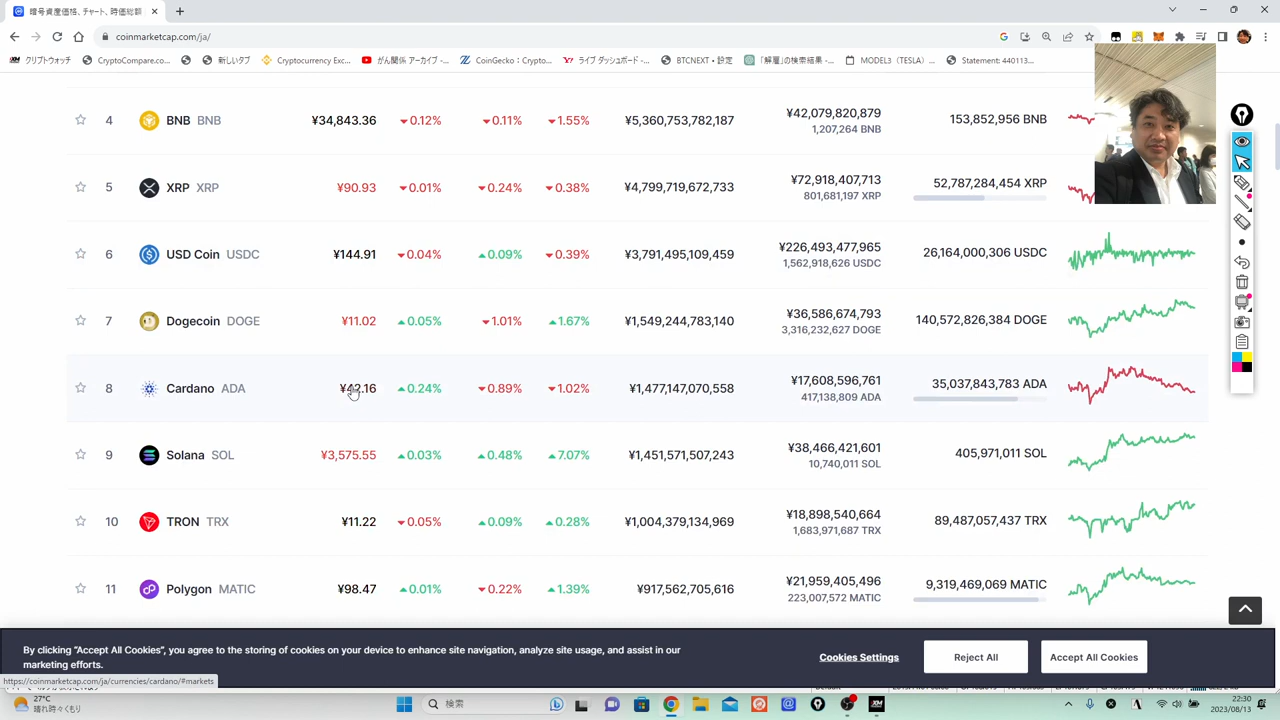 暗号資産価格、チャート、時価総額
coinmarketcap.com/ja/
クリプトウォッチ
CryptoCompare.co...
新しいタブ
Cryptocurrency Exc...
がん関係 アーカイブ -...
CoinGecko：Crypto...
ライブ ダッシュボード -...
BTCNEXT • 設定
「解雇」の検索結果 -...
MODEL3（TESLA）...
Statement: 440113...
4 BNB BNB ¥34,843.36 0.12% 0.11% 1.55% ¥5,360,753,782,187 ¥42,079,820,879 153,852,956 BNB
1,207,264 BNB
5 XRP XRP ¥90.93 0.01% 0.24% 0.38% ¥4,799,719,672,733 ¥72,918,407,713 52,787,284,454 XRP
801,681,197 XRP
6 USD Coin USDC ¥144.91 0.04% 0.09% 0.39% ¥3,791,495,109,459 ¥226,493,477,965 26,164,000,306 USDC
1,562,918,626 USDC
7 Dogecoin DOGE ¥11.02 0.05% 1.01% 1.67% ¥1,549,244,783,140 ¥36,586,674,793 140,572,826,384 DOGE
3,316,232,627 DOGE
8 Cardano ADA ¥42.16 0.24% 0.89% 1.02% ¥1,477,147,070,558 ¥17,608,596,761 35,037,843,783 ADA
417,138,809 ADA
9 Solana SOL ¥3,575.55 0.03% 0.48% 7.07% ¥1,451,571,507,243 ¥38,466,421,601 405,971,011 SOL
10,740,011 SOL
10 TRON TRX ¥11.22 0.05% 0.09% 0.28% ¥1,004,379,134,969 ¥18,898,540,664 89,487,057,437 TRX
1,683,971,687 TRX
11 Polygon MATIC ¥98.47 0.01% 0.22% 1.39% ¥917,562,705,616 ¥21,959,405,496 9,319,469,069 MATIC
223,007,572 MATIC
By clicking “Accept All Cookies”, you agree to the storing of cookies on your device to enhance site navigation, analyze site usage, and assist in our
marketing efforts.
Cookies Settings
Reject All
Accept All Cookies
https://coinmarketcap.com/ja/currencies/cardano/#markets
27°C
晴れ時々くもり
検索
22:30
2023/08/13